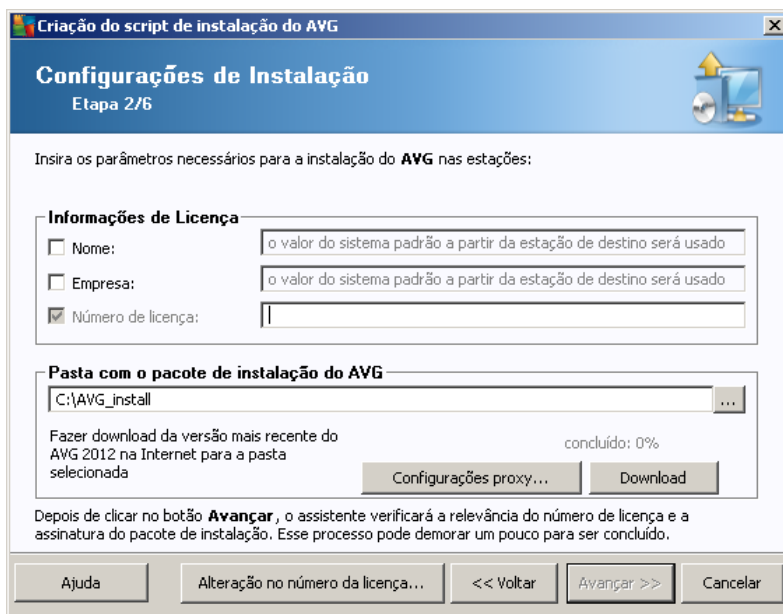 Criação do script de instalação do AVG
Configurações de Instalação
Etapa 2/6
Insira os parâmetros necessários para a instalação do AVG nas estações:
Informações de Licença
Nome: o valor do sistema padrão a partir da estação de destino será usado
Empresa: o valor do sistema padrão a partir da estação de destino será usado
Número de licença:
Pasta com o pacote de instalação do AVG
C:\AVG_install ...
Fazer download da versão mais recente do
AVG 2012 na Internet para a pasta
selecionada
concluído: 0%
Configurações proxy... Download
Depois de clicar no botão Avançar, o assistente verificará a relevância do número de licença e a
assinatura do pacote de instalação. Esse processo pode demorar um pouco para ser concluído.
Ajuda Alteração no número da licença... << Voltar Avançar >> Cancelar